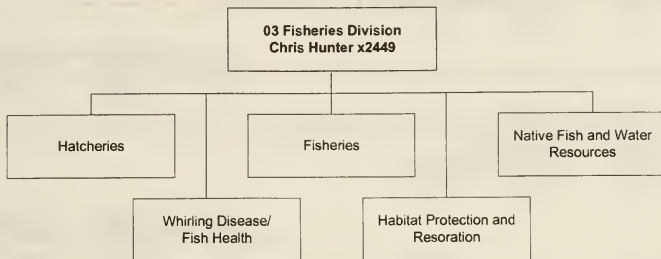 03 Fisheries Division
Chris Hunter x2449
Hatcheries
Fisheries
Native Fish and Water
Resources
Whirling Disease/
Fish Health
Habitat Protection and
Resoration